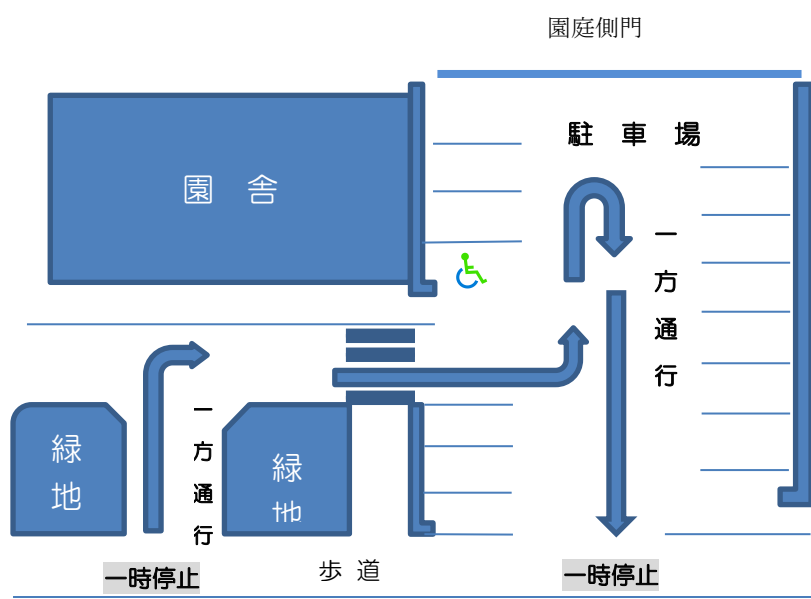 園庭側門
駐 車 場
園 舎
一方通行
一方通行
緑地
緑地
歩 道
一時停止
一時停止